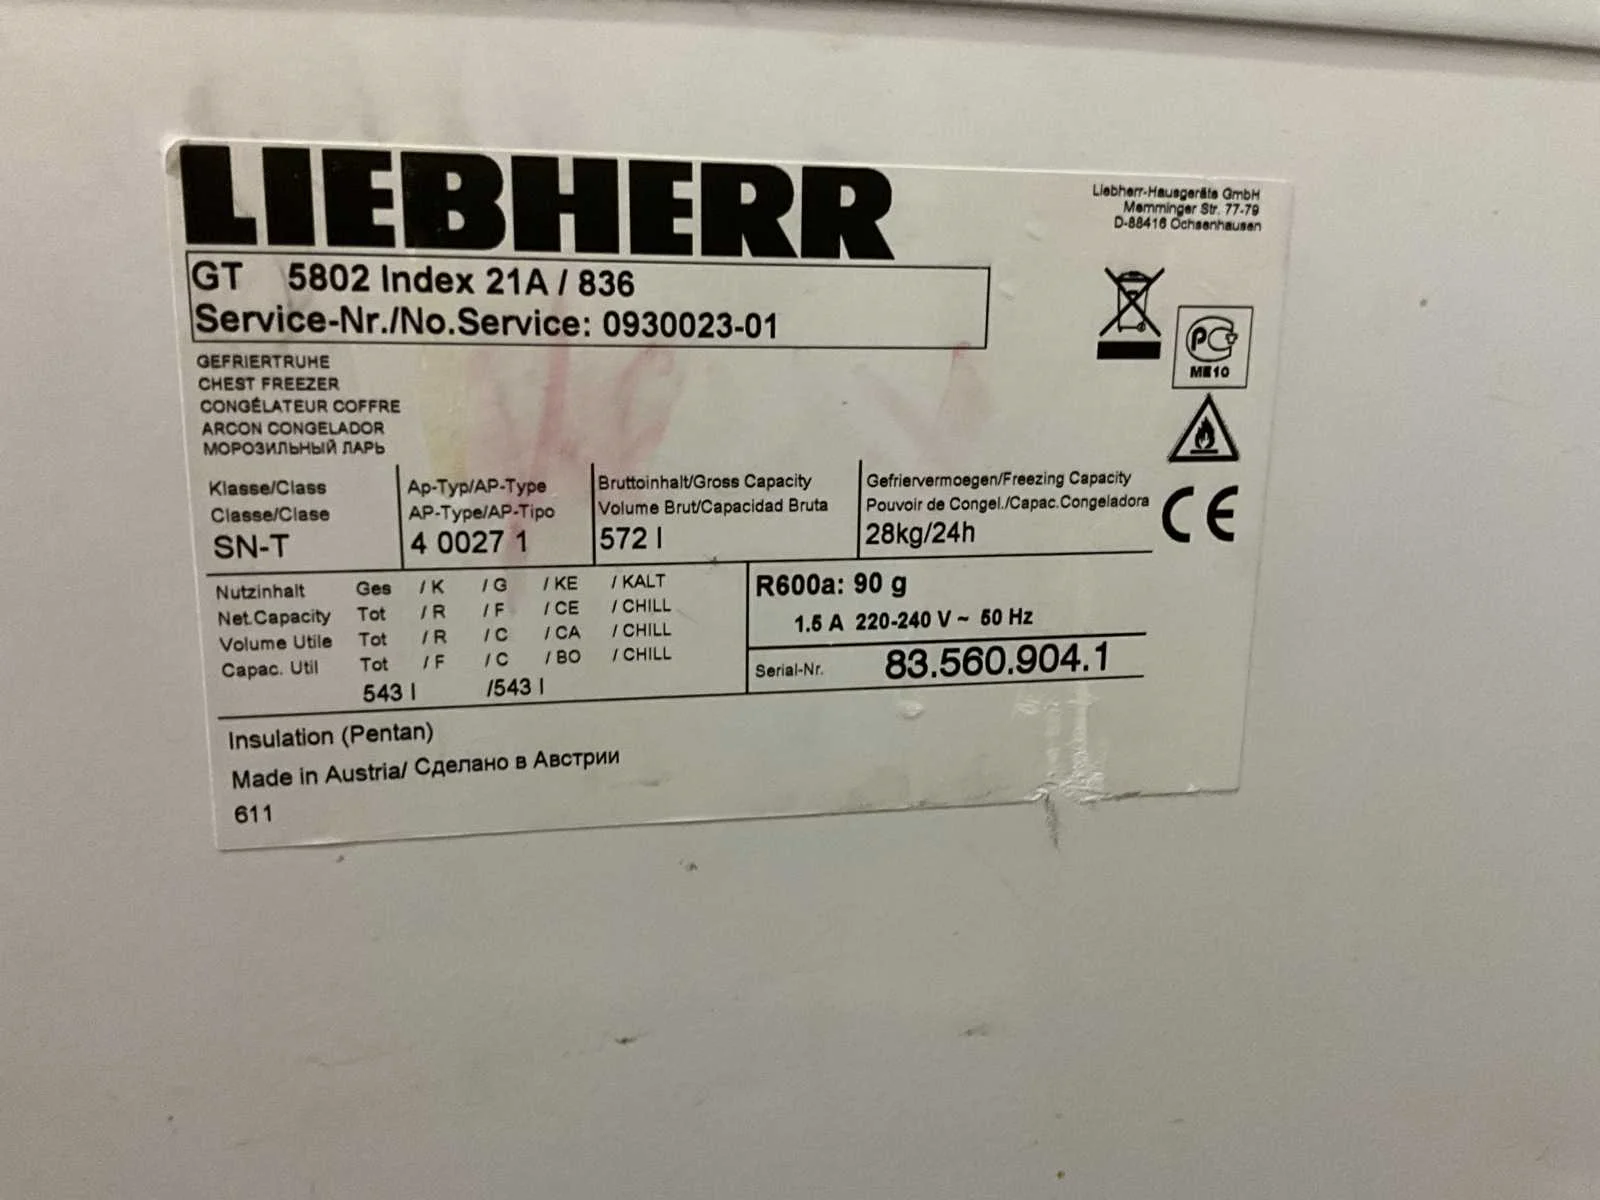 LIEBHERR
Liebherr-Hausgeräte GmbH
Memminger Str. 77-79
D-88416 Ochsenhausen
GT 5802 Index 21A / 836
Service-Nr./No.Service: 0930023-01
GEFRIERTRUHE
CHEST FREEZER
CONGÉLATEUR COFFRE
ARCON CONGELADOR
МОРОЗИЛЬНЫЙ ЛАРЬ
PC
ME10
Klasse/Class
Classe/Clase
SN-T
Ap-Typ/AP-Type
AP-Type/AP-Tipo
4 0027 1
Bruttoinhalt/Gross Capacity
Volume Brut/Capacidad Bruta
572 l
Gefriervermoegen/Freezing Capacity
Pouvoir de Congel./Capac.Congeladora
28kg/24h
CE
Nutzinhalt Ges / K / G / KE / KALT
Net.Capacity Tot / R / F / CE / CHILL
Volume Utile Tot / R / C / CA / CHILL
Capac. Util Tot / F / C / BO / CHILL
543 l /543 l
R600a: 90 g
1.5 A 220-240 V ~ 50 Hz
Serial-Nr. 83.560.904.1
Insulation (Pentan)
Made in Austria/ Сделано в Австрии
611